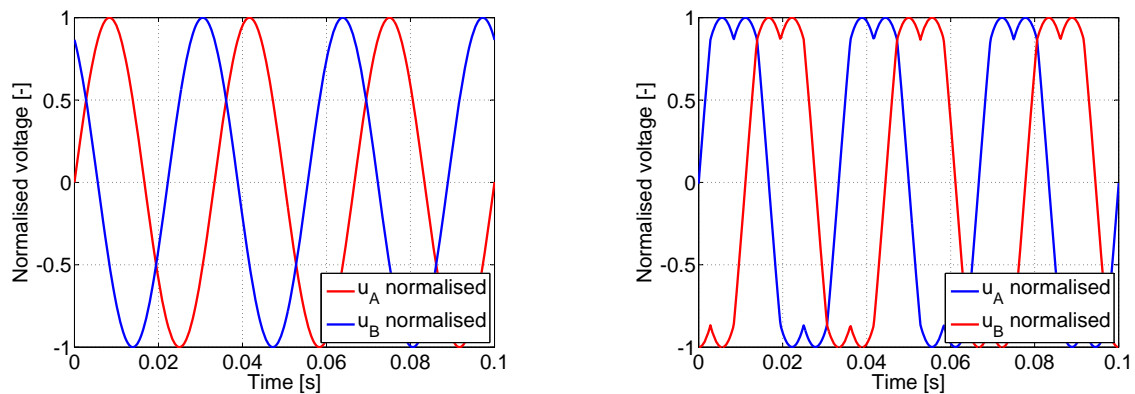 1
0.5
0
-0.5
-1
Normalised voltage [-]
0
0.02
0.04
0.06
0.08
0.1
Time [s]
u_A normalised
u_B normalised
1
0.5
0
-0.5
-1
Normalised voltage [-]
0
0.02
0.04
0.06
0.08
0.1
Time [s]
u_A normalised
u_B normalised